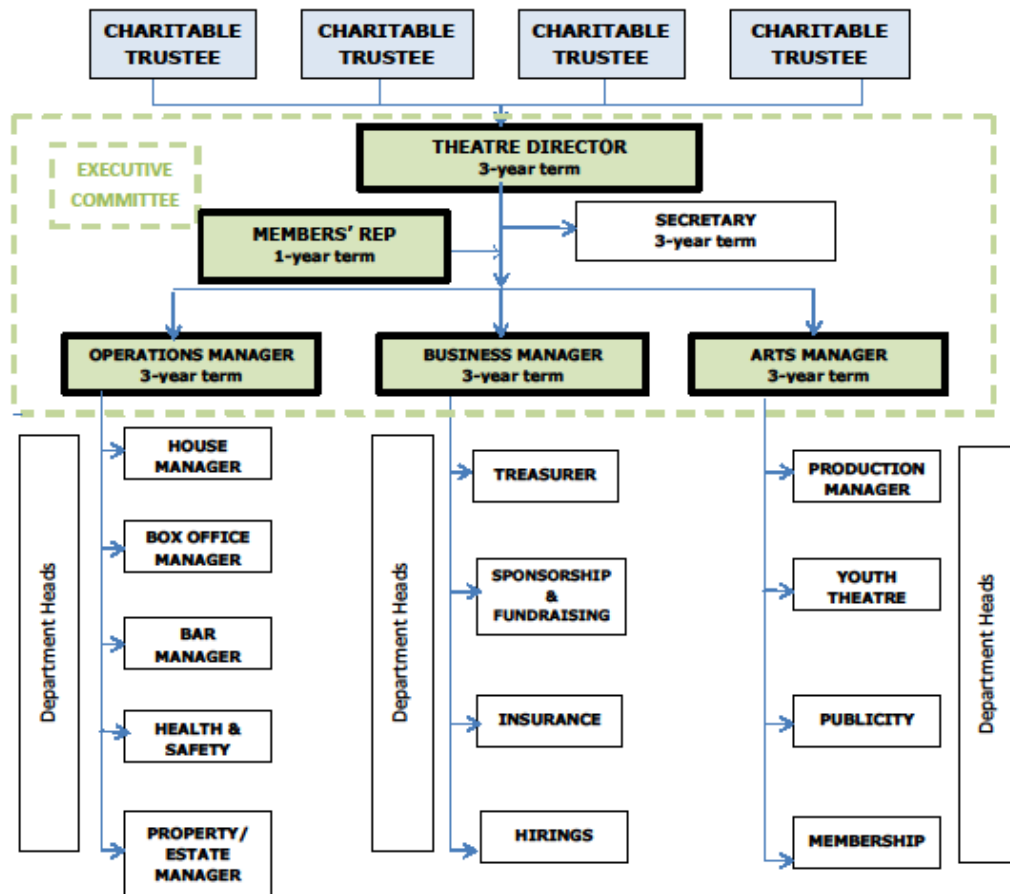 CHARITABLE
TRUSTEE
CHARITABLE
TRUSTEE
CHARITABLE
TRUSTEE
CHARITABLE
TRUSTEE
EXECUTIVE
COMMITTEE
THEATRE DIRECTOR
3-year term
SECRETARY
3-year term
MEMBERS’ REP
1-year term
OPERATIONS MANAGER
3-year term
BUSINESS MANAGER
3-year term
ARTS MANAGER
3-year term
Department Heads
HOUSE
MANAGER
BOX OFFICE
MANAGER
BAR
MANAGER
HEALTH &
SAFETY
PROPERTY/
ESTATE
MANAGER
Department Heads
TREASURER
SPONSORSHIP
&
FUNDRAISING
INSURANCE
HIRINGS
PRODUCTION
MANAGER
YOUTH
THEATRE
PUBLICITY
MEMBERSHIP
Department Heads